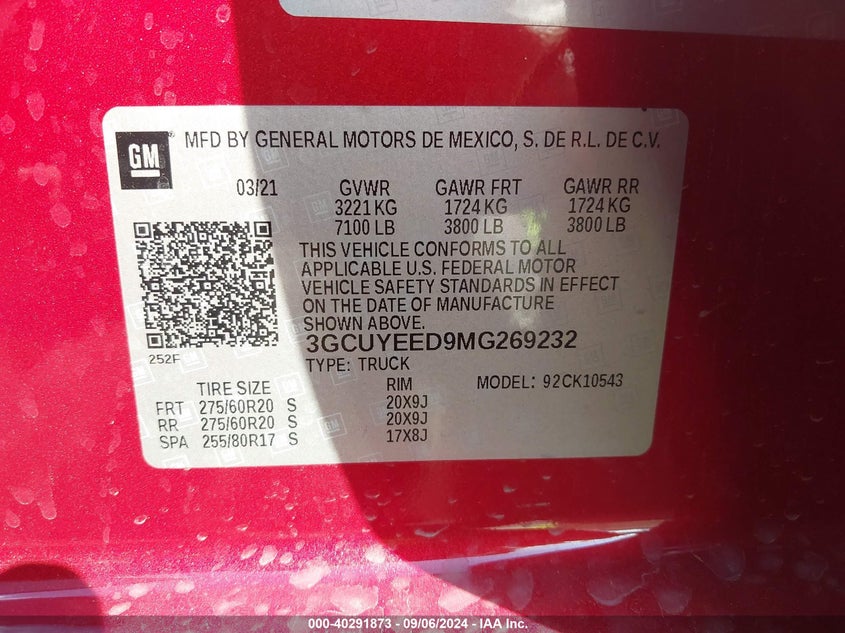 GM
MFD BY GENERAL MOTORS DE MEXICO, S. DE R.L. DE C.V.
03/21 GVWR GAWR FRT GAWR RR
3221 KG 1724 KG 1724 KG
7100 LB 3800 LB 3800 LB
THIS VEHICLE CONFORMS TO ALL
APPLICABLE U.S. FEDERAL MOTOR
VEHICLE SAFETY STANDARDS IN EFFECT
ON THE DATE OF MANUFACTURE
SHOWN ABOVE.
252F
3GCUYEED9MG269232
TYPE: TRUCK
MODEL: 92CK10543
TIRE SIZE RIM
FRT 275/60R20 S 20X9J
RR 275/60R20 S 20X9J
SPA 255/80R17 S 17X8J
000-40291873 | 09/06/2024 | IAA Inc.